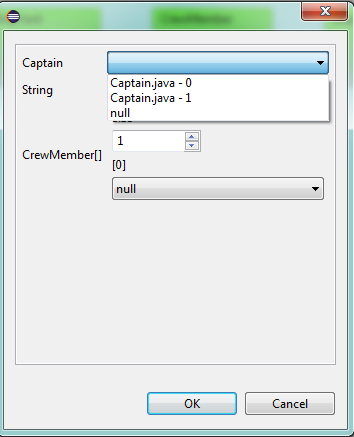 Captain
Captain.java - 0
Captain.java - 1
null
String
1
CrewMember[]
[0]
null
OK
Cancel